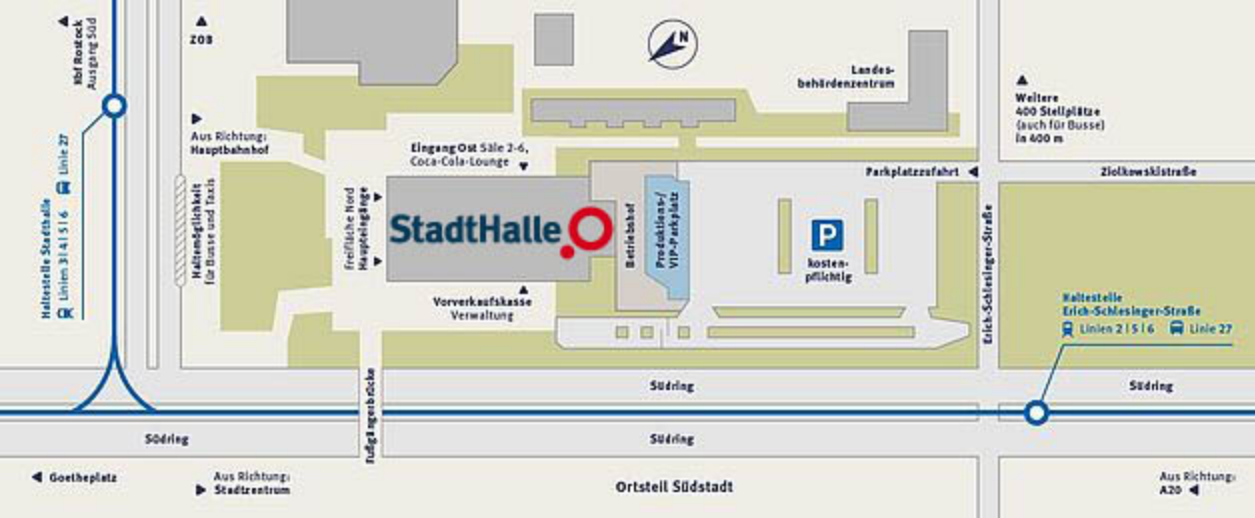 Hbf Rostock
Ausgang Süd
ZOB
N
Landes-
behördenzentrum
Weitere
400 Stellplätze
(auch für Busse)
in 400 m
Aus Richtung:
Hauptbahnhof
Eingang Ost Säle 2-6,
Coca-Cola-Lounge
Parkplatzzufahrt
Ziolkowskistraße
Haltestelle Stadthalle
Linien 3|4|5|6 Linie 27
Haltemöglichkeit
für Busse und Taxis
Freifläche Nord
Haupteingänge
StadtHalle
Betriebshof
Produktions-/
VIP-Parkplatz
P
kosten-
pflichtig
Erich-Schlesinger-Straße
Vorverkaufskasse
Verwaltung
Haltestelle
Erich-Schlesinger-Straße
Linien 2|5|6 Linie 27
Fußgängerbrücke
Südring
Südring
Südring
Südring
Goetheplatz
Aus Richtung:
Stadtzentrum
Ortsteil Südstadt
Aus Richtung:
A20